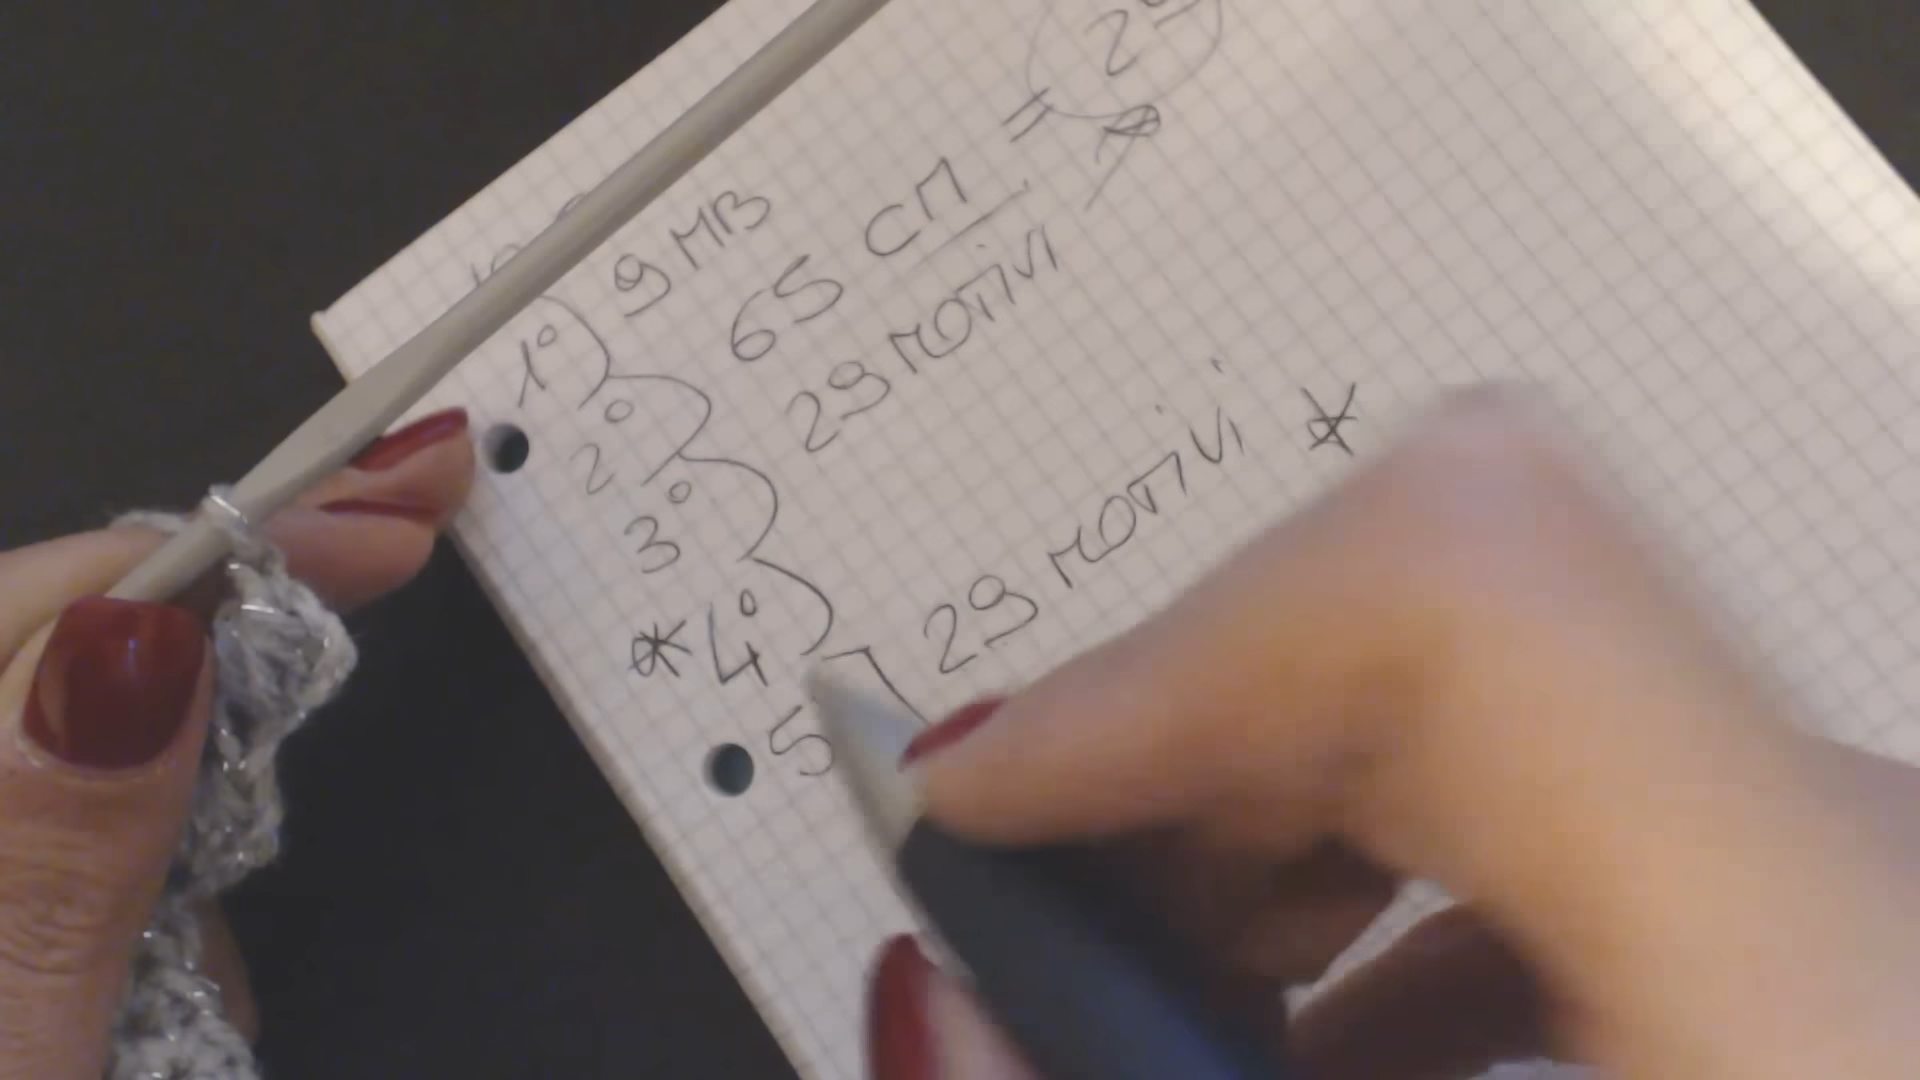 1° 9 MB
2° 65 cm = 29
3° 29 MOTIVI
* 4° 29 MOTIVI *
5